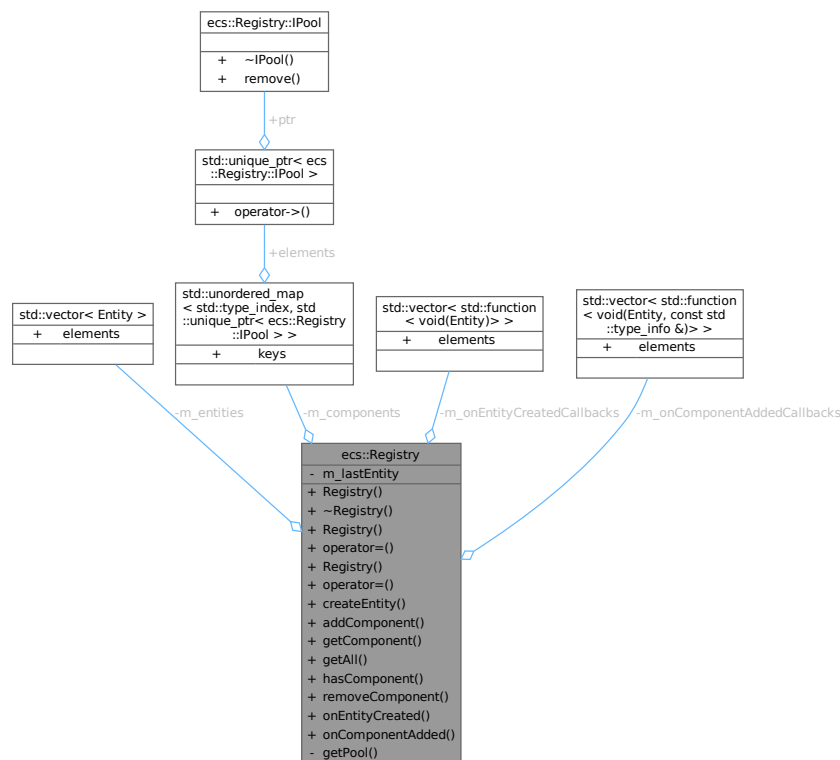 ecs::Registry::IPool
+ ~IPool()
+ remove()
+ptr
std::unique_ptr< ecs
::Registry::IPool >
+ operator->()
+elements
std::vector< Entity >
+ elements
std::unordered_map
< std::type_index, std
::unique_ptr< ecs::Registry
::IPool > >
+ keys
std::vector< std::function
< void(Entity)> >
+ elements
std::vector< std::function
< void(Entity, const std
::type_info &)> >
+ elements
-m_entities
-m_components
-m_onEntityCreatedCallbacks
-m_onComponentAddedCallbacks
ecs::Registry
- m_lastEntity
+ Registry()
+ ~Registry()
+ Registry()
+ operator=()
+ Registry()
+ operator=()
+ createEntity()
+ addComponent()
+ getComponent()
+ getAll()
+ hasComponent()
+ removeComponent()
+ onEntityCreated()
+ onComponentAdded()
- getPool()